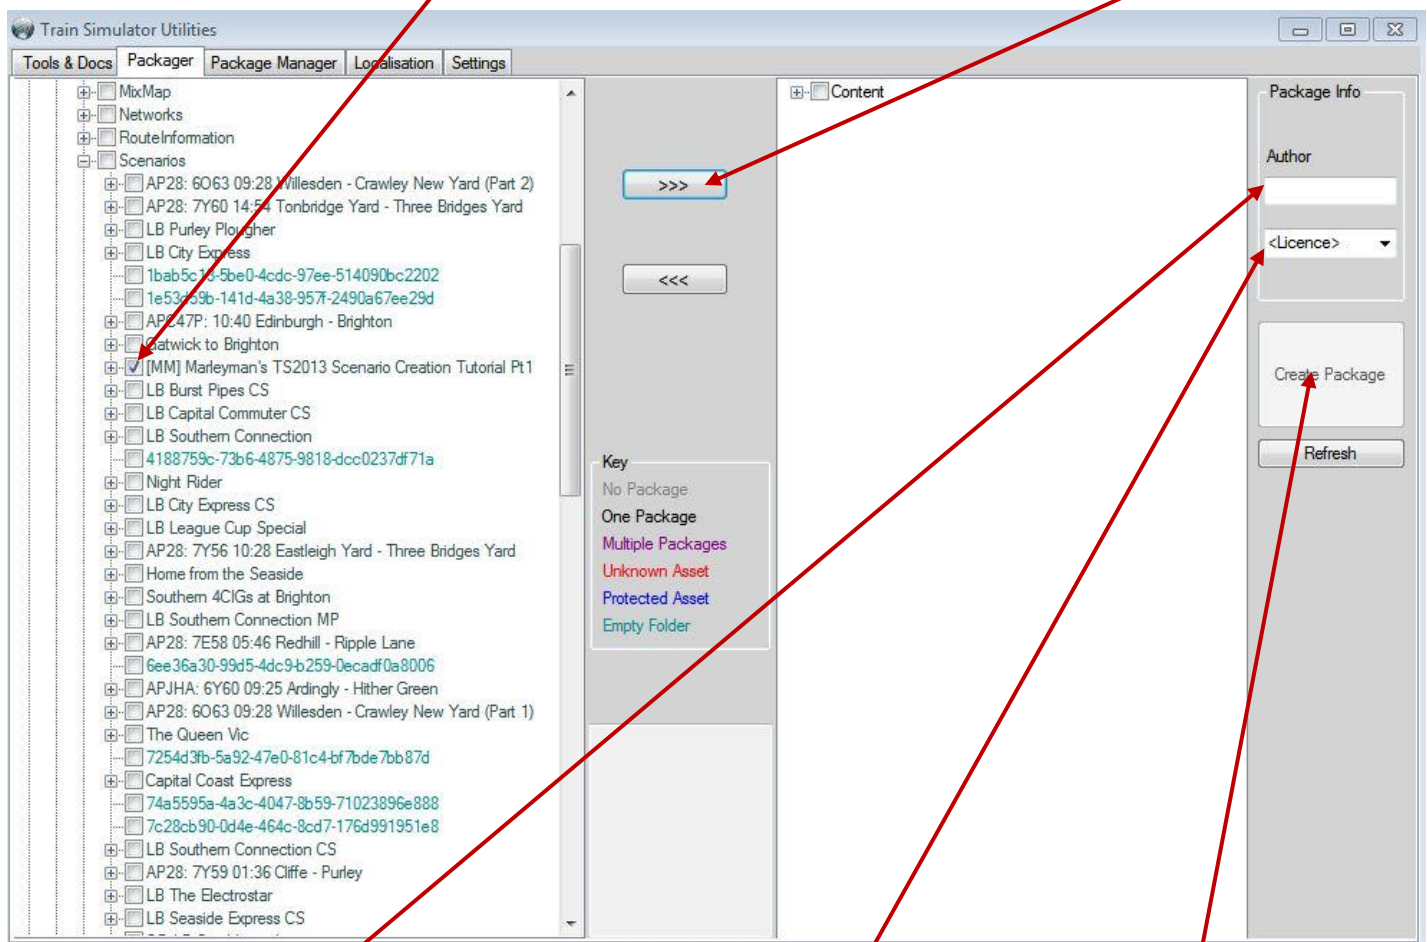 Train Simulator Utilities
Tools & Docs Packager Package Manager Localisation Settings
MixMap
Networks
RouteInformation
Scenarios
AP28: 6O63 09:28 Willesden - Crawley New Yard (Part 2)
AP28: 7Y60 14:54 Tonbridge Yard - Three Bridges Yard
LB Purley Plougher
LB City Express
1bab5c13-5be0-4cdc-97ee-514090bc2202
1e53d59b-141d-4a38-957f-2490a67ee29d
APC47P: 10:40 Edinburgh - Brighton
Gatwick to Brighton
[MM] Marleyman's TS2013 Scenario Creation Tutorial Pt1
LB Burst Pipes CS
LB Capital Commuter CS
LB Southern Connection
4188759c-73b6-4875-9818-dcc0237df71a
Night Rider
LB City Express CS
LB League Cup Special
AP28: 7Y56 10:28 Eastleigh Yard - Three Bridges Yard
Home from the Seaside
Southern 4CIGs at Brighton
LB Southern Connection MP
AP28: 7E58 05:46 Redhill - Ripple Lane
6ee36a30-99d5-4dc9-b259-0ecadf0a8006
APJHA: 6Y60 09:25 Ardingly - Hither Green
AP28: 6O63 09:28 Willesden - Crawley New Yard (Part 1)
The Queen Vic
7254d3fb-5a92-47e0-81c4-bf7bde7bb87d
Capital Coast Express
74a5595a-4a3c-4047-8b59-71023896e888
7c28cb90-0d4e-464c-8cd7-176d991951e8
LB Southern Connection CS
AP28: 7Y59 01:36 Cliffe - Purley
LB The Electrostar
LB Seaside Express CS
>>>
<<<
Key
No Package
One Package
Multiple Packages
Unknown Asset
Protected Asset
Empty Folder
Content
Package Info
Author
<Licence>
Create Package
Refresh